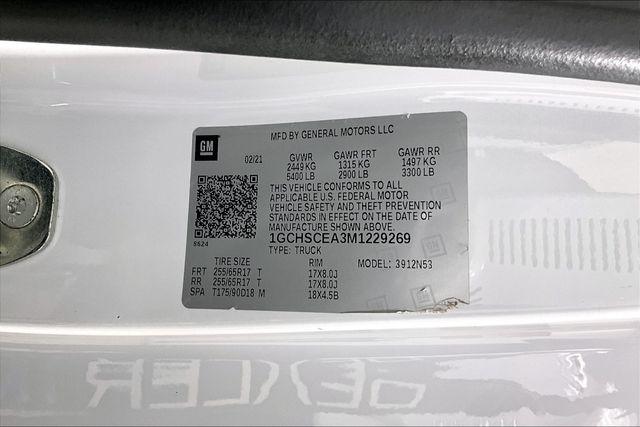 GM
MFD BY GENERAL MOTORS LLC
02/21 GVWR GAWR FRT GAWR RR
2449 KG 1315 KG 1497 KG
5400 LB 2900 LB 3300 LB
THIS VEHICLE CONFORMS TO ALL
APPLICABLE U.S. FEDERAL MOTOR
VEHICLE SAFETY AND THEFT PREVENTION
STANDARDS IN EFFECT ON THE DATE OF
MANUFACTURE SHOWN ABOVE.
S624 1GCHSCEA3M1229269
TYPE: TRUCK
TIRE SIZE RIM MODEL: 3912N53
FRT 255/65R17 T 17X8.0J
RR 255/65R17 T 17X8.0J
SPA T175/90D18 M 18X4.5B